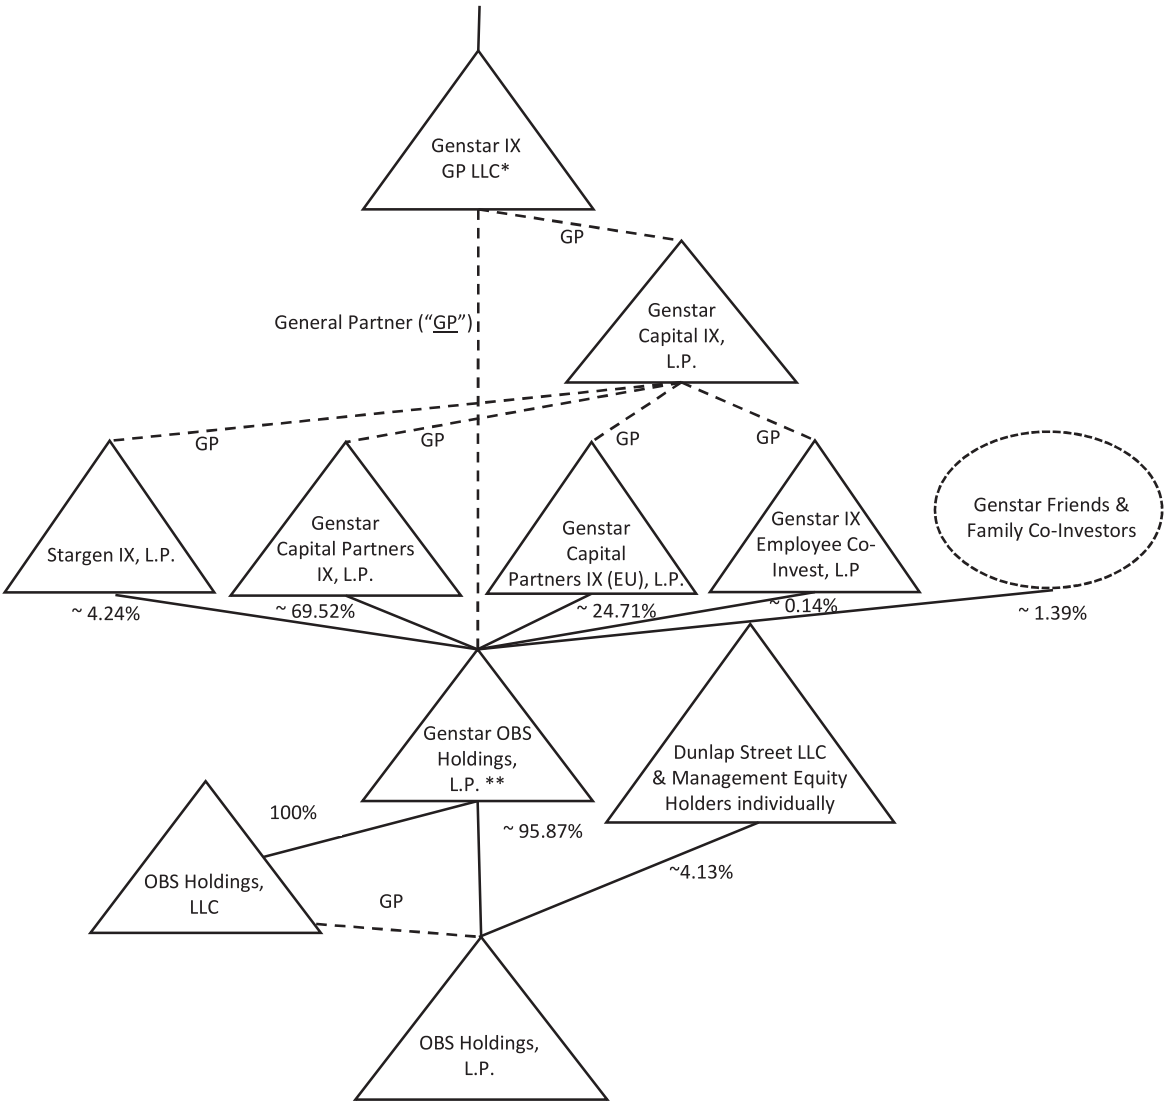 Genstar IX
GP LLC*
GP
General Partner (“GP”)
Genstar
Capital IX,
L.P.
GP
GP
GP
GP
Stargen IX, L.P.
Genstar
Capital Partners
IX, L.P.
Genstar
Capital
Partners IX (EU), L.P.
Genstar IX
Employee Co-
Invest, L.P
Genstar Friends &
Family Co-Investors
~ 4.24%
~ 69.52%
~ 24.71%
~ 0.14%
~ 1.39%
Genstar OBS
Holdings,
L.P. **
Dunlap Street LLC
& Management Equity
Holders individually
100%
~ 95.87%
~4.13%
OBS Holdings,
LLC
GP
OBS Holdings,
L.P.